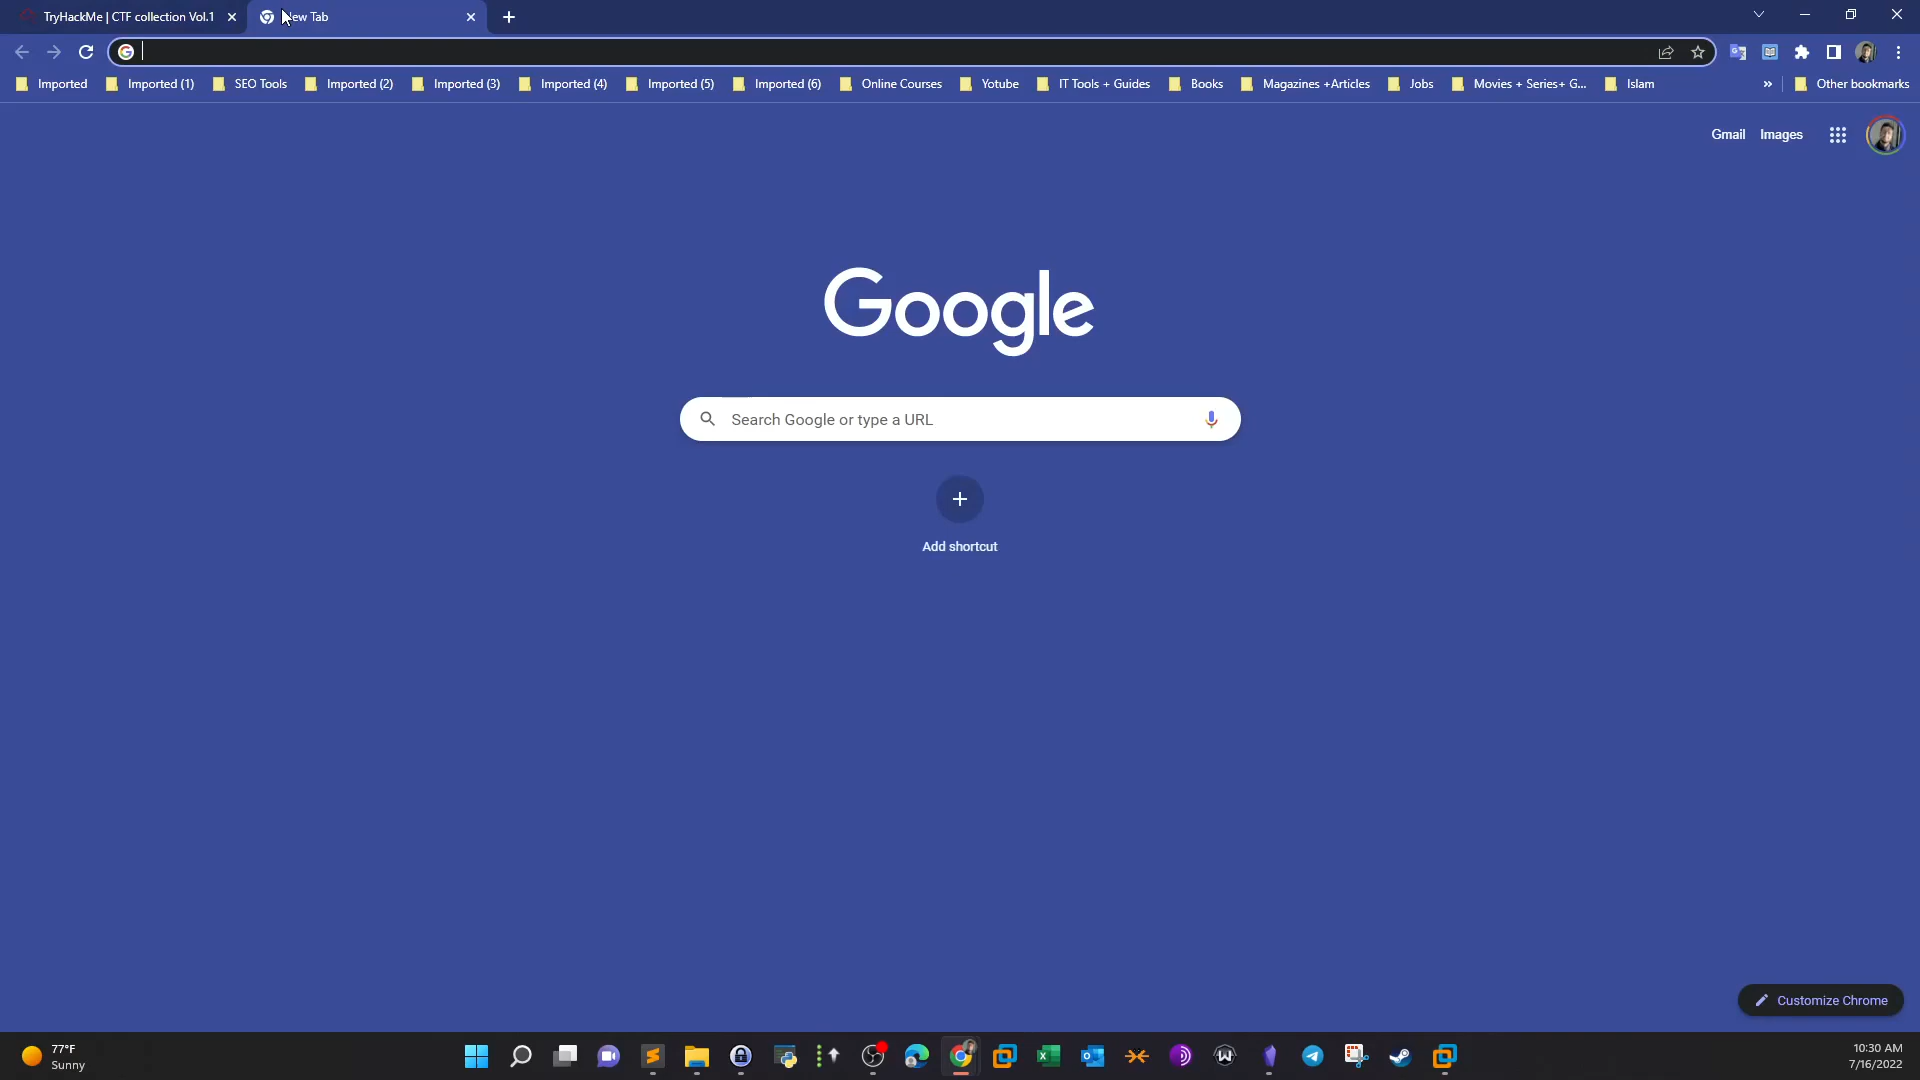 TryHackMe | CTF collection Vol.1
New Tab
Imported
Imported (1)
SEO Tools
Imported (2)
Imported (3)
Imported (4)
Imported (5)
Imported (6)
Online Courses
Yotube
IT Tools + Guides
Books
Magazines +Articles
Jobs
Movies + Series+ G...
Islam
»
Other bookmarks
Gmail
Images
Google
Search Google or type a URL
Add shortcut
Customize Chrome
77°F
Sunny
10:30 AM
7/16/2022